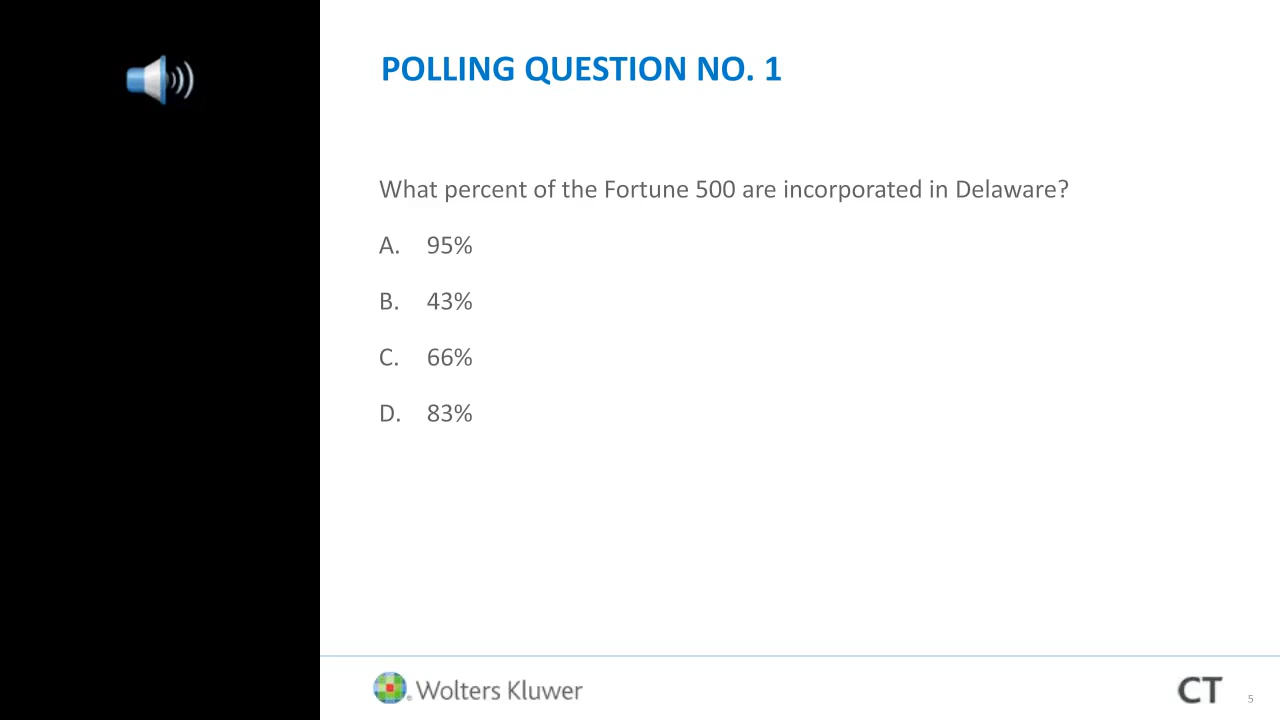 POLLING QUESTION NO. 1
What percent of the Fortune 500 are incorporated in Delaware?
A. 95%
B. 43%
C. 66%
D. 83%
Wolters Kluwer
CT
5